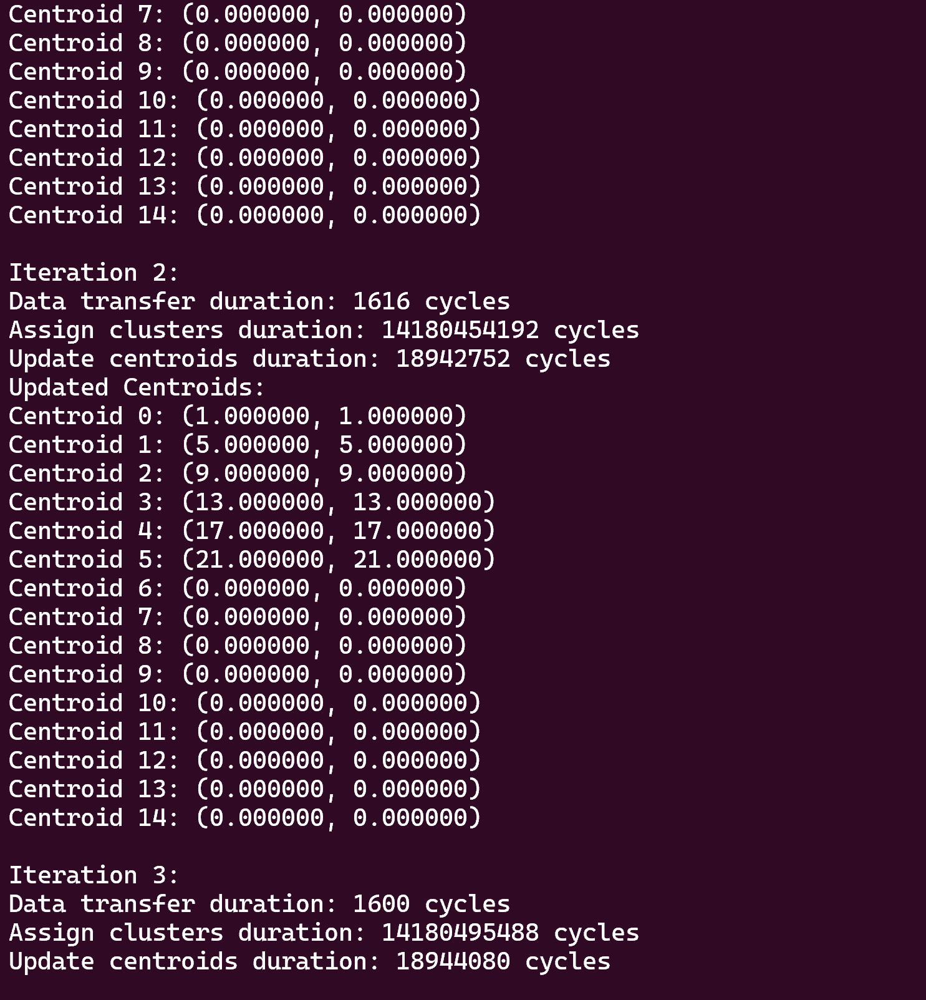 Centroid 7: (0.000000, 0.000000)
Centroid 8: (0.000000, 0.000000)
Centroid 9: (0.000000, 0.000000)
Centroid 10: (0.000000, 0.000000)
Centroid 11: (0.000000, 0.000000)
Centroid 12: (0.000000, 0.000000)
Centroid 13: (0.000000, 0.000000)
Centroid 14: (0.000000, 0.000000)

Iteration 2:
Data transfer duration: 1616 cycles
Assign clusters duration: 14180454192 cycles
Update centroids duration: 18942752 cycles
Updated Centroids:
Centroid 0: (1.000000, 1.000000)
Centroid 1: (5.000000, 5.000000)
Centroid 2: (9.000000, 9.000000)
Centroid 3: (13.000000, 13.000000)
Centroid 4: (17.000000, 17.000000)
Centroid 5: (21.000000, 21.000000)
Centroid 6: (0.000000, 0.000000)
Centroid 7: (0.000000, 0.000000)
Centroid 8: (0.000000, 0.000000)
Centroid 9: (0.000000, 0.000000)
Centroid 10: (0.000000, 0.000000)
Centroid 11: (0.000000, 0.000000)
Centroid 12: (0.000000, 0.000000)
Centroid 13: (0.000000, 0.000000)
Centroid 14: (0.000000, 0.000000)

Iteration 3:
Data transfer duration: 1600 cycles
Assign clusters duration: 14180495488 cycles
Update centroids duration: 18944080 cycles